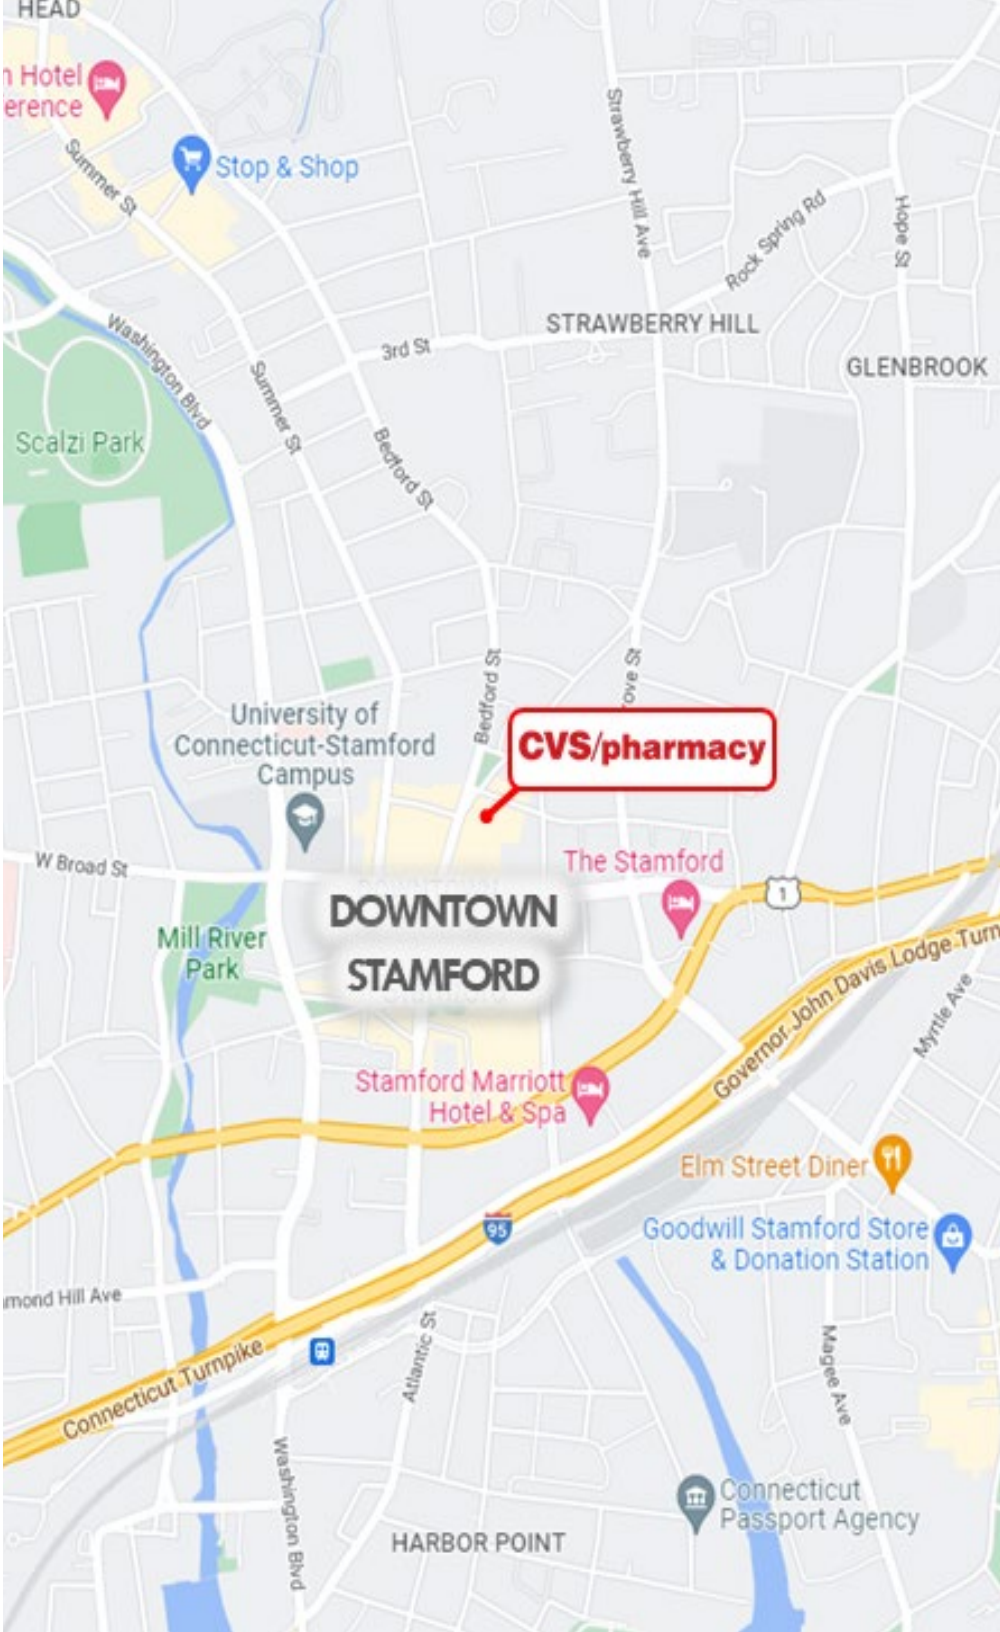 HEAD
n Hotel
erence
Stop & Shop
Summer St
Strawberry Hill Ave
Rock Spring Rd
Hope St
STRAWBERRY HILL
GLENBROOK
Washington Blvd
3rd St
Summer St
Scalzi Park
Bedford St
Bedford St
ove St
University of
Connecticut-Stamford
Campus
CVS/pharmacy
W Broad St
The Stamford
1
DOWNTOWN
STAMFORD
Mill River
Park
Governor John Davis Lodge Turn
Myrtle Ave
Stamford Marriott
Hotel & Spa
Elm Street Diner
95
Goodwill Stamford Store
& Donation Station
mond Hill Ave
Atlantic St
Connecticut Turnpike
Magee Ave
Washington Blvd
Connecticut
Passport Agency
HARBOR POINT